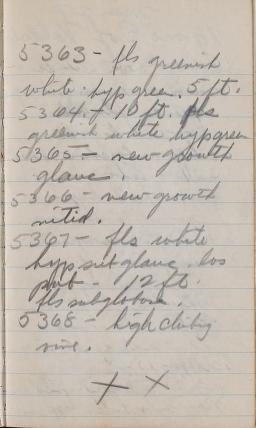 5363 - fls greenish
white. hyp green. 5 ft.
5364. - 10 ft. fls
greenish white hyp green
5365 - new growth
glauc.
5366 - new growth
nitid.
5367 - fls white
hyp subglauc. lvs
pub - 12 ft.
fls subglobose.
5368 - high climbing
vine.
X X